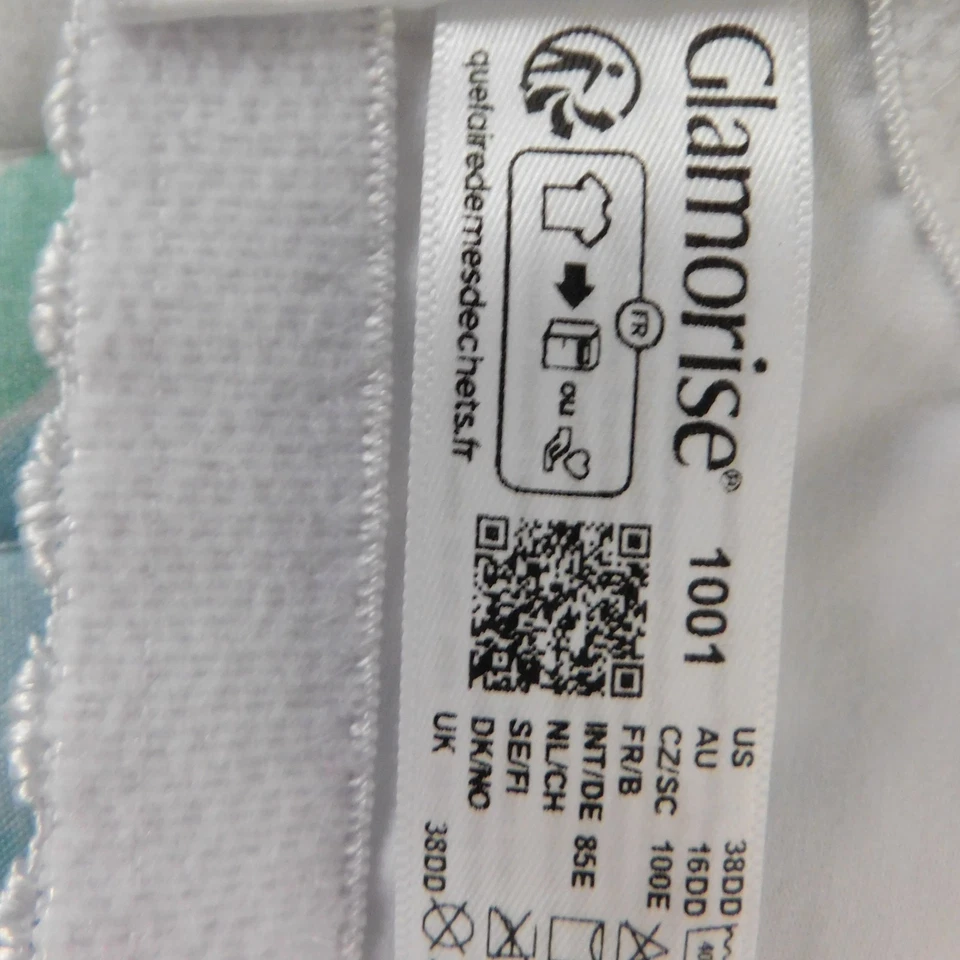 Glamorise® 1001
FR
ou
quefairedemesdechets.fr
US 38DD
AU 16DD
CZ/SC 100E
FR/B
INT/DE 85E
NL/CH
SE/FI
DK/NO
UK 38DD
40